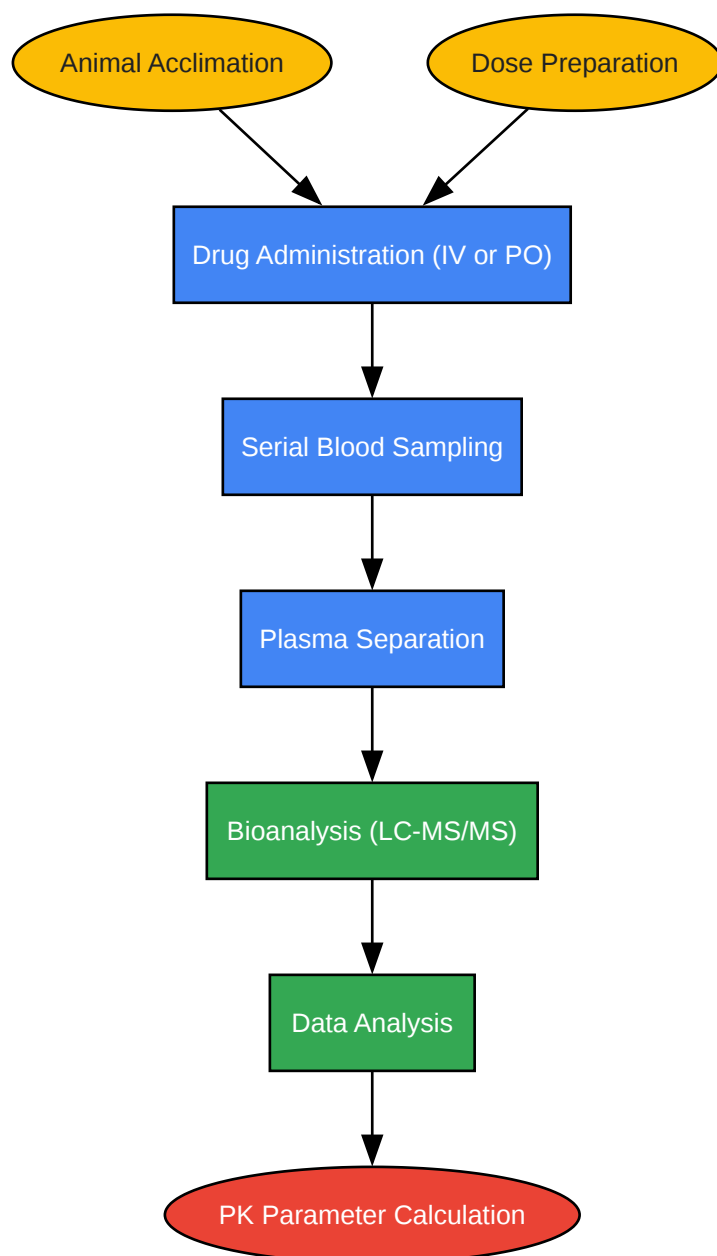 Animal Acclimation
Dose Preparation
Drug Administration (IV or PO)
Serial Blood Sampling
Plasma Separation
Bioanalysis (LC-MS/MS)
Data Analysis
PK Parameter Calculation